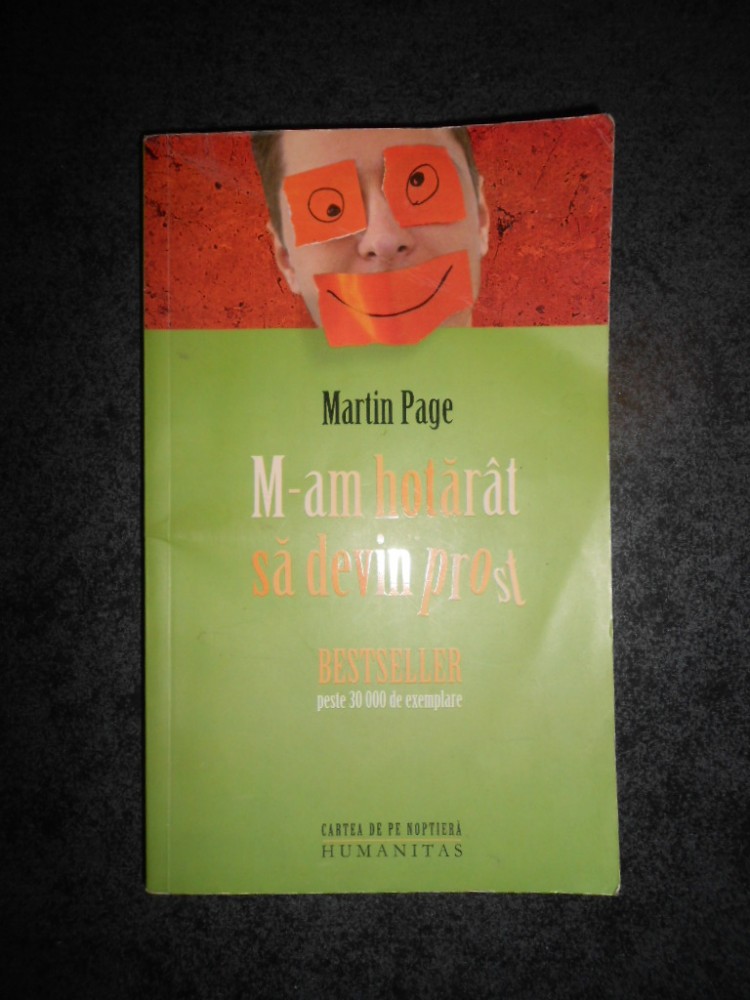 Martin Page
M-am hotărât
să devin prost
BESTSELLER
peste 30 000 de exemplare
CARTEA DE PE NOPTIERĂ
HUMANITAS